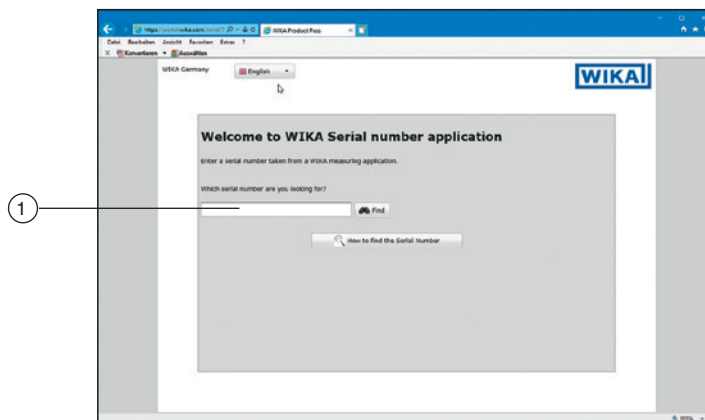 WIKA Product Pass
Datei Bearbeiten Ansicht Favoriten Extras ?
X Konvertieren Auswählen
WIKA Germany
English
WIKA
Welcome to WIKA Serial number application
Enter a serial number taken from a WIKA measuring application.
Which serial number are you looking for?
1
Find
How to find the Serial Number